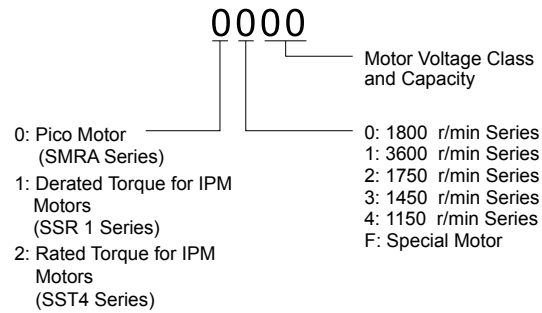 0000
Motor Voltage Class
and Capacity
0: Pico Motor
(SMRA Series)
1: Derated Torque for IPM
Motors
(SSR 1 Series)
2: Rated Torque for IPM
Motors
(SST4 Series)
0: 1800 r/min Series
1: 3600 r/min Series
2: 1750 r/min Series
3: 1450 r/min Series
4: 1150 r/min Series
F: Special Motor